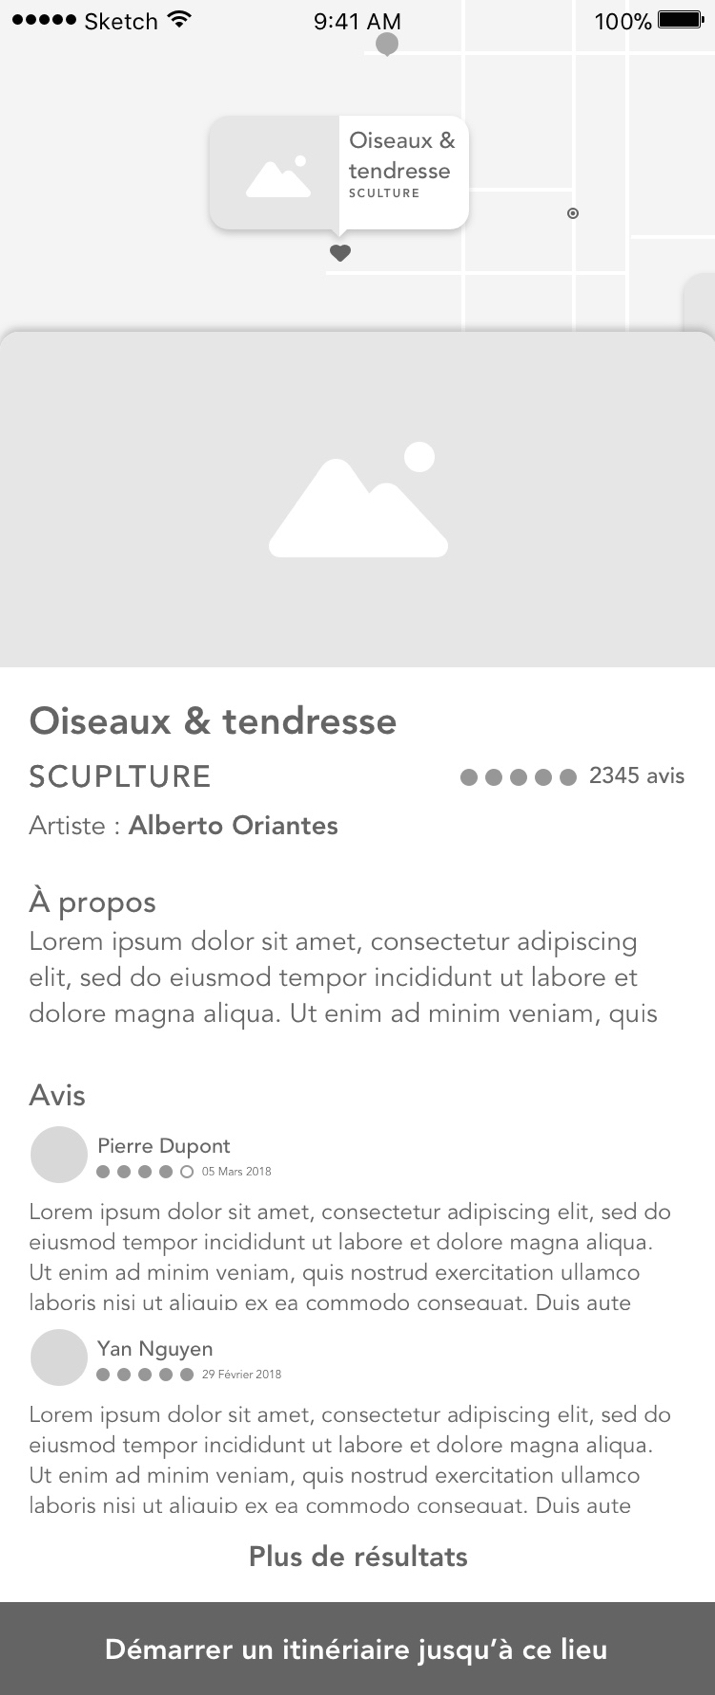 Sketch 9:41 AM 100%
Oiseaux &
tendresse
SCULTURE
Oiseaux & tendresse
SCUPLTURE
2345 avis
Artiste : Alberto Oriantes
À propos
Lorem ipsum dolor sit amet, consectetur adipiscing
elit, sed do eiusmod tempor incididunt ut labore et
dolore magna aliqua. Ut enim ad minim veniam, quis
Avis
Pierre Dupont
05 Mars 2018
Lorem ipsum dolor sit amet, consectetur adipiscing elit, sed do
eiusmod tempor incididunt ut labore et dolore magna aliqua.
Ut enim ad minim veniam, quis nostrud exercitation ullamco
laboris nisi ut aliquip ex ea commodo consequat. Duis aute
Yan Nguyen
29 Février 2018
Lorem ipsum dolor sit amet, consectetur adipiscing elit, sed do
eiusmod tempor incididunt ut labore et dolore magna aliqua.
Ut enim ad minim veniam, quis nostrud exercitation ullamco
laboris nisi ut aliquip ex ea commodo consequat. Duis aute
Plus de résultats
Démarrer un itinériaire jusqu’à ce lieu